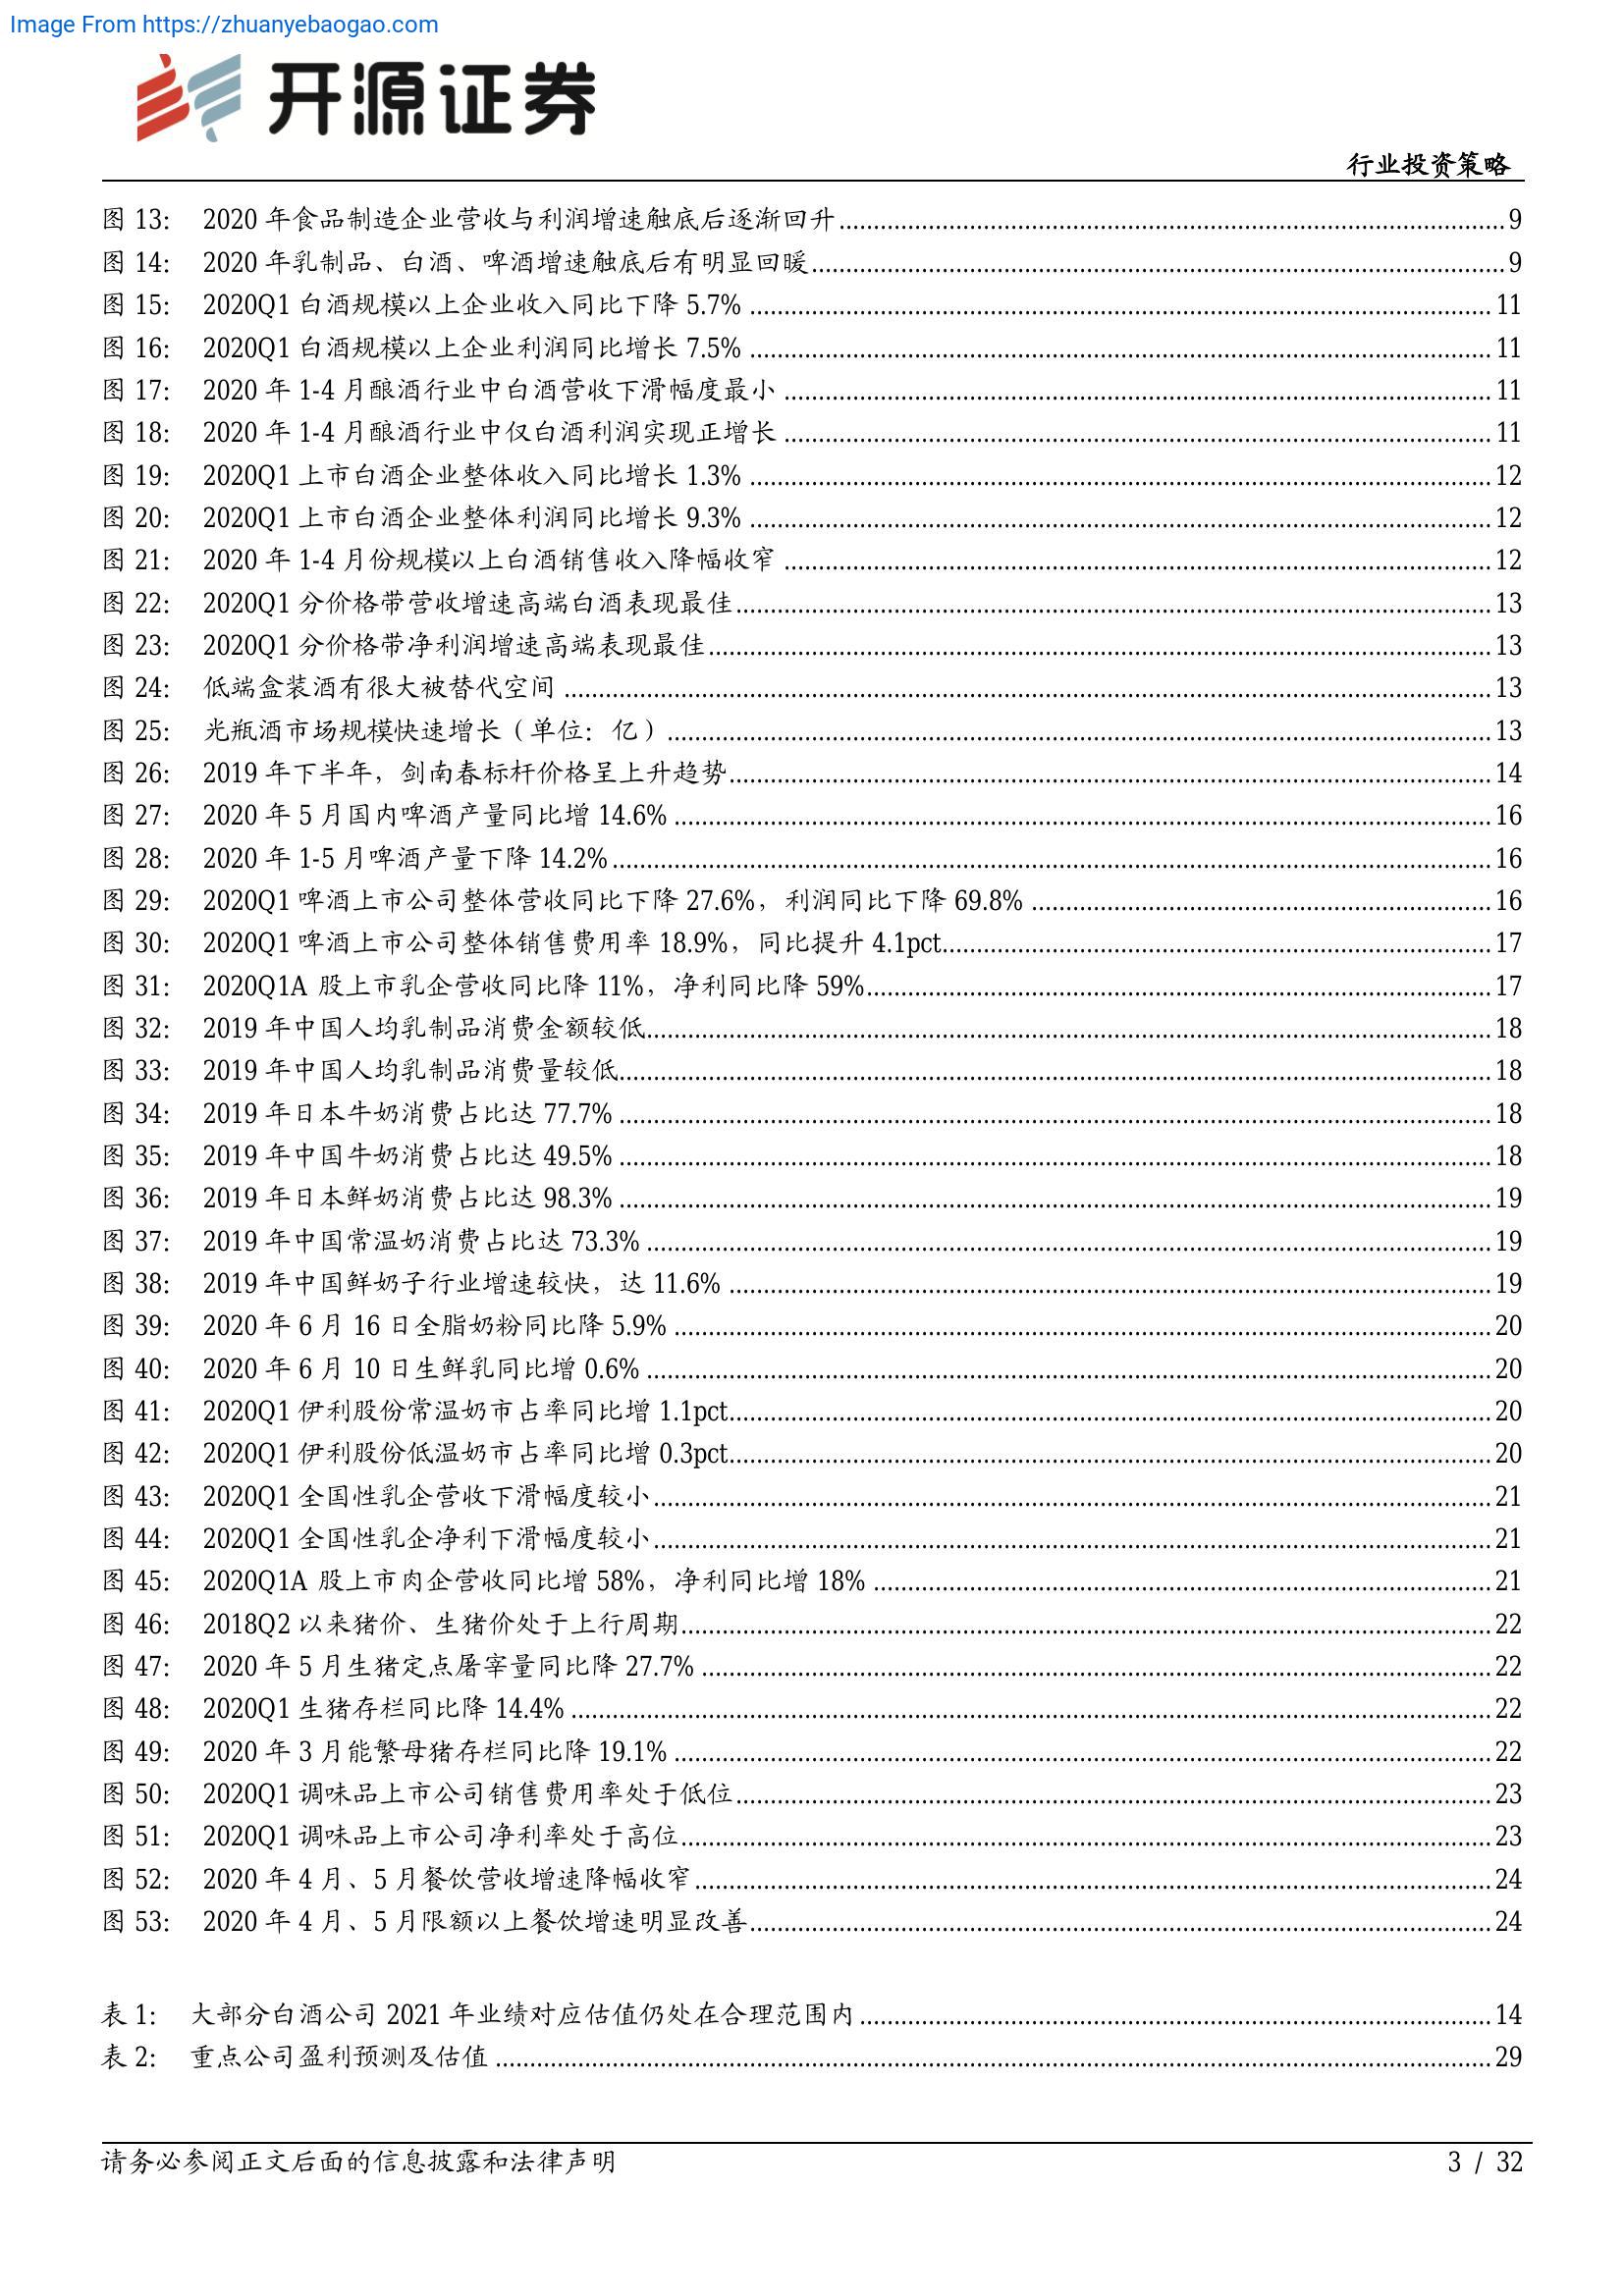 Image From https://zhuanyebaogao.com
开源证券
行业投资策略
图 13: 2020 年食品制造企业营收与利润增速触底后逐渐回升 9
图 14: 2020 年乳制品、白酒、啤酒增速触底后有明显回暖 9
图 15: 2020Q1 白酒规模以上企业收入同比下降 5.7% 11
图 16: 2020Q1 白酒规模以上企业利润同比增长 7.5% 11
图 17: 2020 年 1-4 月酿酒行业中白酒营收下滑幅度最小 11
图 18: 2020 年 1-4 月酿酒行业中仅白酒利润实现正增长 11
图 19: 2020Q1 上市白酒企业整体收入同比增长 1.3% 12
图 20: 2020Q1 上市白酒企业整体利润同比增长 9.3% 12
图 21: 2020 年 1-4 月份规模以上白酒销售收入降幅收窄 12
图 22: 2020Q1 分价格带营收增速高端白酒表现最佳 13
图 23: 2020Q1 分价格带净利润增速高端表现最佳 13
图 24: 低端盒装酒有很大被替代空间 13
图 25: 光瓶酒市场规模快速增长（单位：亿） 13
图 26: 2019 年下半年，剑南春标杆价格呈上升趋势 14
图 27: 2020 年 5 月国内啤酒产量同比增 14.6% 16
图 28: 2020 年 1-5 月啤酒产量下降 14.2% 16
图 29: 2020Q1 啤酒上市公司整体营收同比下降 27.6%，利润同比下降 69.8% 16
图 30: 2020Q1 啤酒上市公司整体销售费用率 18.9%，同比提升 4.1pct 17
图 31: 2020Q1A 股上市乳企营收同比降 11%，净利同比降 59% 17
图 32: 2019 年中国人均乳制品消费金额较低 18
图 33: 2019 年中国人均乳制品消费量较低 18
图 34: 2019 年日本牛奶消费占比达 77.7% 18
图 35: 2019 年中国牛奶消费占比达 49.5% 18
图 36: 2019 年日本鲜奶消费占比达 98.3% 19
图 37: 2019 年中国常温奶消费占比达 73.3% 19
图 38: 2019 年中国鲜奶子行业增速较快，达 11.6% 19
图 39: 2020 年 6 月 16 日全脂奶粉同比降 5.9% 20
图 40: 2020 年 6 月 10 日生鲜乳同比增 0.6% 20
图 41: 2020Q1 伊利股份常温奶市占率同比增 1.1pct 20
图 42: 2020Q1 伊利股份低温奶市占率同比增 0.3pct 20
图 43: 2020Q1 全国性乳企营收下滑幅度较小 21
图 44: 2020Q1 全国性乳企净利下滑幅度较小 21
图 45: 2020Q1A 股上市肉企营收同比增 58%，净利同比增 18% 21
图 46: 2018Q2 以来猪价、生猪价处于上行周期 22
图 47: 2020 年 5 月生猪定点屠宰量同比降 27.7% 22
图 48: 2020Q1 生猪存栏同比降 14.4% 22
图 49: 2020 年 3 月能繁母猪存栏同比降 19.1% 22
图 50: 2020Q1 调味品上市公司销售费用率处于低位 23
图 51: 2020Q1 调味品上市公司净利率处于高位 23
图 52: 2020 年 4 月、5 月餐饮营收增速降幅收窄 24
图 53: 2020 年 4 月、5 月限额以上餐饮增速明显改善 24
表 1: 大部分白酒公司 2021 年业绩对应估值仍处在合理范围内 14
表 2: 重点公司盈利预测及估值 29
请务必参阅正文后面的信息披露和法律声明 3 / 32